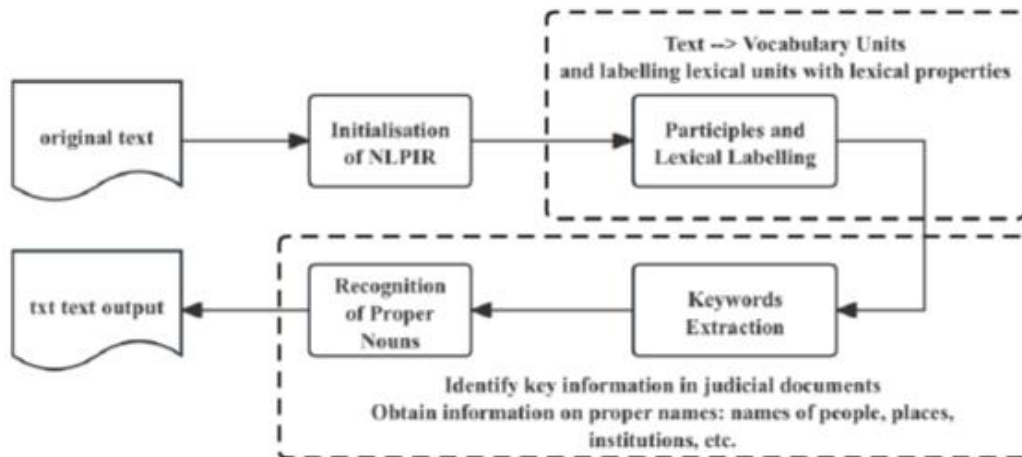 Text --> Vocabulary Units
and labelling lexical units with lexical properties
original text
Initialisation
of NLPIR
Participles and
Lexical Labelling
txt text output
Recognition
of Proper
Nouns
Keywords
Extraction
Identify key information in judicial documents
Obtain information on proper names: names of people, places,
institutions, etc.